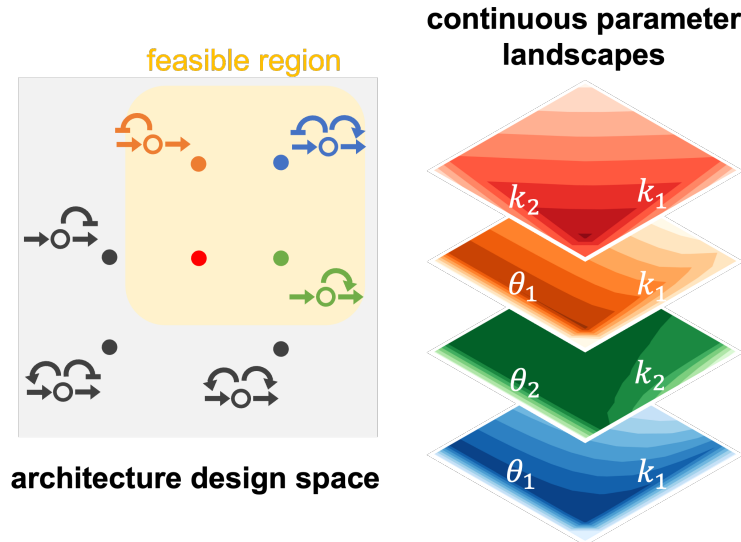 feasible region
architecture design space
continuous parameter
landscapes
k₂ k₁
θ₁ k₁
θ₂ k₂
θ₁ k₁